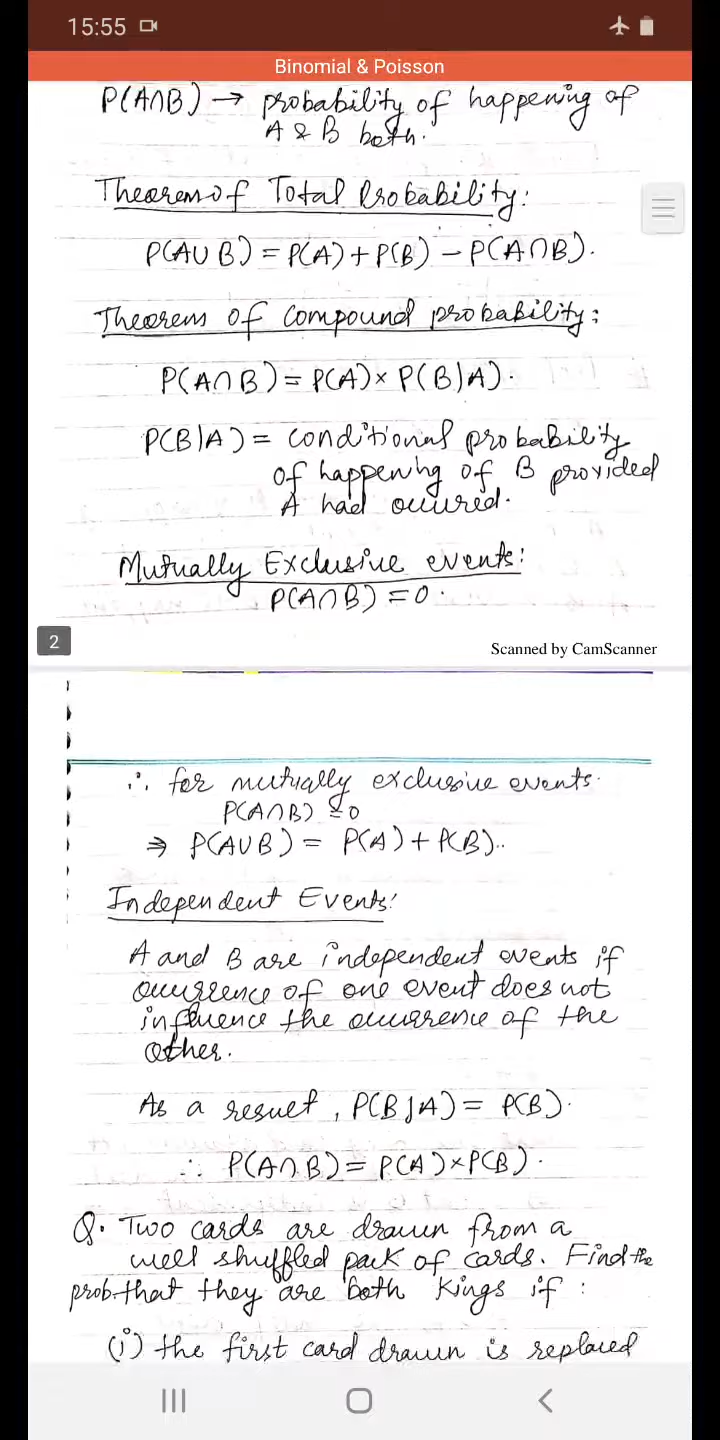 15:55
Binomial & Poisson
P(A∩B) → probability of happening of
A & B both.
Theorem of Total Probability:
P(A∪B) = P(A) + P(B) - P(A∩B).
Theorem of compound probability:
P(A∩B) = P(A) × P(B|A).
P(B|A) = conditional probability
of happening of B provided
A had occured.
Mutually Exclusive events:
P(A∩B) = 0.
2
Scanned by CamScanner
∴ for mutually exclusive events.
P(A∩B) = 0
⇒ P(A∪B) = P(A) + P(B)..
Independent Events:
A and B are independent events if
occurrence of one event does not
influence the occurrence of the
other.
As a result, P(B|A) = P(B).
∴ P(A∩B) = P(A) × P(B).
Q. Two cards are drawn from a
well shuffled pack of cards. Find the
prob. that they are both Kings if :
(i) the first card drawn is replaced